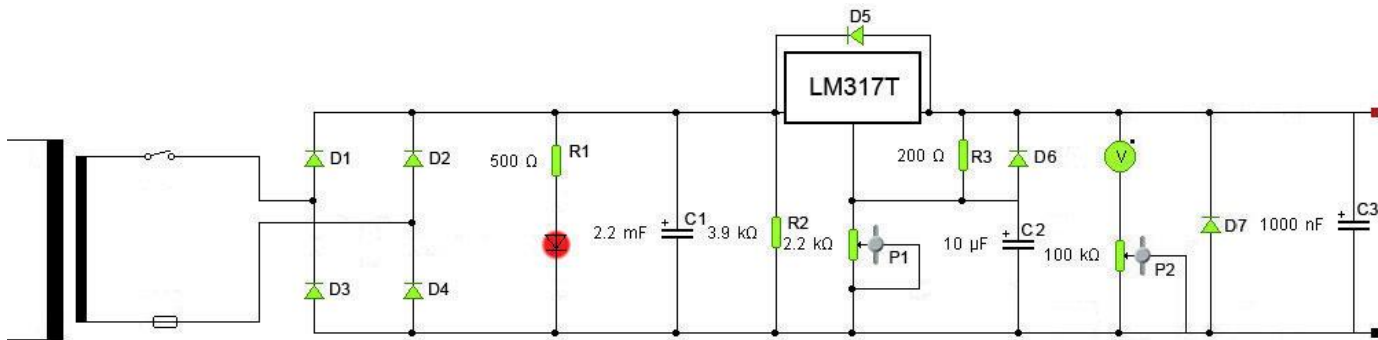 D5
LM317T
D1
D2
500 Ω
R1
2.2 mF
C1
3.9 kΩ
R2
2.2 kΩ
P1
200 Ω
R3
D6
10 µF
C2
V
100 kΩ
P2
D7
1000 nF
C3
D3
D4
+
+
+